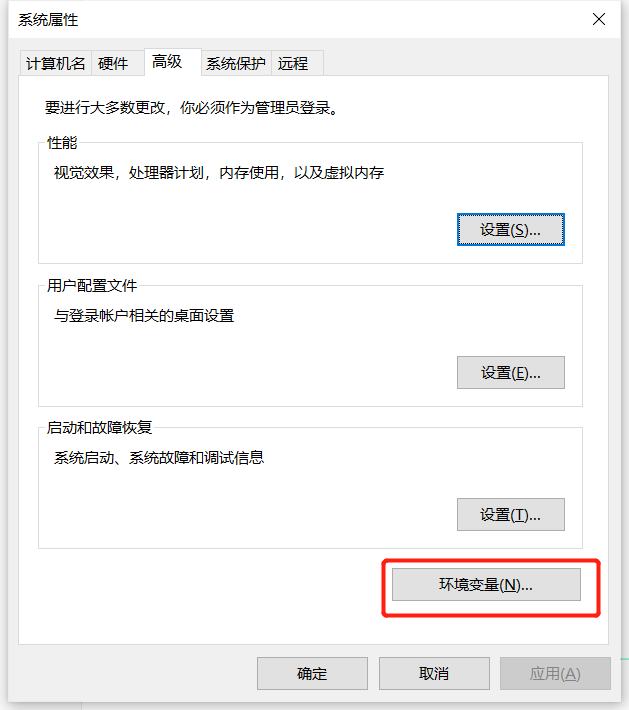 系统属性
计算机名 硬件 高级 系统保护 远程
要进行大多数更改，你必须作为管理员登录。
性能
视觉效果，处理器计划，内存使用，以及虚拟内存
设置(S)...
用户配置文件
与登录帐户相关的桌面设置
设置(E)...
启动和故障恢复
系统启动、系统故障和调试信息
设置(T)...
环境变量(N)...
确定 取消 应用(A)